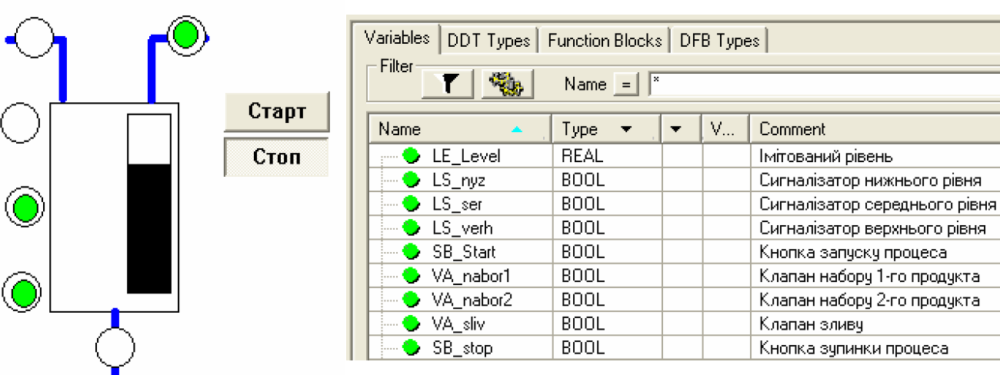 Старт
Стоп
Variables DDT Types Function Blocks DFB Types
Filter
Name = *
Name Type V... Comment
LE_Level REAL Імітований рівень
LS_nyz BOOL Сигналізатор нижнього рівня
LS_ser BOOL Сигналізатор середнього рівня
LS_verh BOOL Сигналізатор верхнього рівня
SB_Start BOOL Кнопка запуску процеса
VA_nabor1 BOOL Клапан набору 1-го продукта
VA_nabor2 BOOL Клапан набору 2-го продукта
VA_sliv BOOL Клапан зливу
SB_stop BOOL Кнопка зупинки процеса